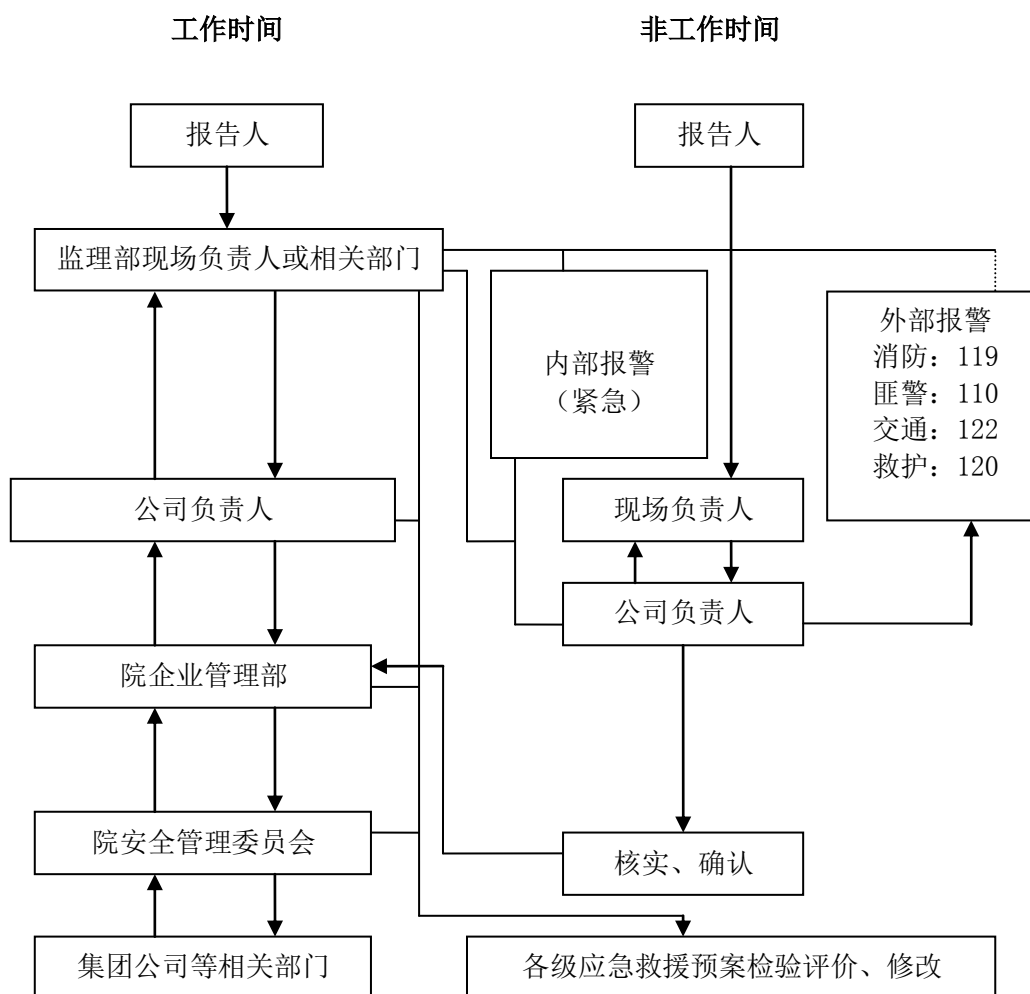 工作时间
非工作时间
报告人
报告人
监理部现场负责人或相关部门
内部报警
（紧急）
外部报警
消防：119
匪警：110
交通：122
救护：120
公司负责人
现场负责人
公司负责人
院企业管理部
院安全管理委员会
核实、确认
集团公司等相关部门
各级应急救援预案检验评价、修改